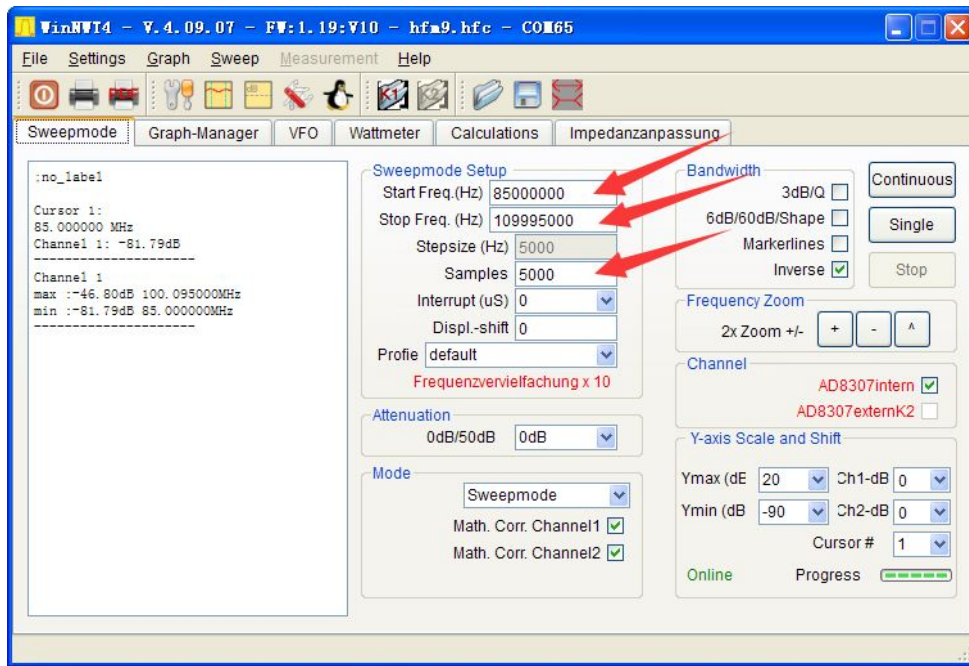 WinNWT4 - V.4.09.07 - FW:1.19:V10 - hfm9.hfc - COM65
File Settings Graph Sweep Measurement Help
K1 K2
Sweepmode Graph-Manager VFO Wattmeter Calculations Impedanzanpassung
:no_label
Cursor 1:
85.000000 MHz
Channel 1: -81.79dB
----------------------
Channel 1
max :-46.80dB 100.095000MHz
min :-81.79dB 85.000000MHz
----------------------
Sweepmode Setup
Start Freq.(Hz) 85000000
Stop Freq. (Hz) 109995000
Stepsize (Hz) 5000
Samples 5000
Interrupt (uS) 0
Displ.-shift 0
Profie default
Frequenzvervielfachung x 10
Attenuation
0dB/50dB 0dB
Mode
Sweepmode
Math. Corr. Channel1
Math. Corr. Channel2
Bandwidth
3dB/Q
6dB/60dB/Shape
Markerlines
Inverse
Continuous
Single
Stop
Frequency Zoom
2x Zoom +/- + - ^
Channel
AD8307intern
AD8307externK2
Y-axis Scale and Shift
Ymax (dE 20 Ch1-dB 0
Ymin (dB -90 Ch2-dB 0
Cursor # 1
Online Progress